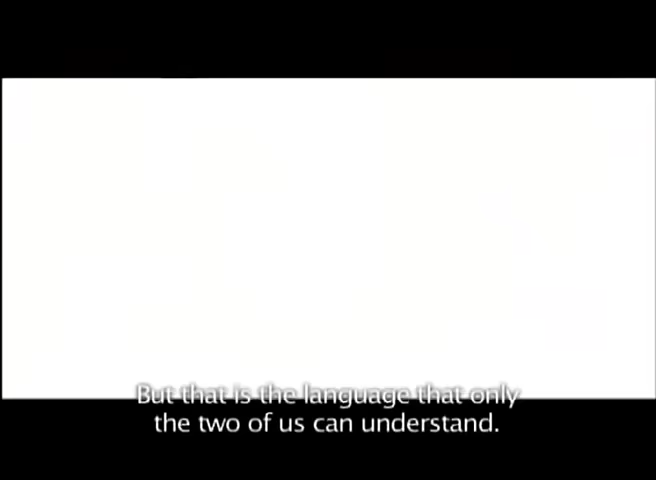 But that is the language that only
the two of us can understand.